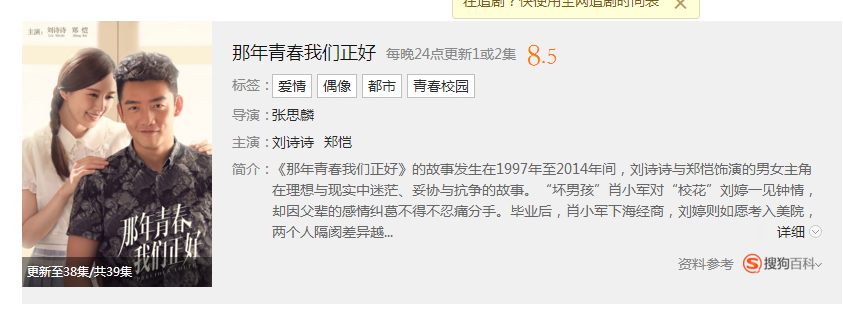 在追剧？快使用全网追剧时间表
主演：刘诗诗 郑恺
那年青春我们正好 每晚24点更新1或2集 8.5
标签：爱情 偶像 都市 青春校园
导演：张思麟
主演：刘诗诗 郑恺
简介：《那年青春我们正好》的故事发生在1997年至2014年间，刘诗诗与郑恺饰演的男女主角
在理想与现实中迷茫、妥协与抗争的故事。“坏男孩”肖小军对“校花”刘婷一见钟情，
却因父辈的感情纠葛不得不忍痛分手。毕业后，肖小军下海经商，刘婷则如愿考入美院，
两个人隔阂差异越... 详细
那年青春
我们正好
更新至38集/共39集
资料参考 搜狗百科